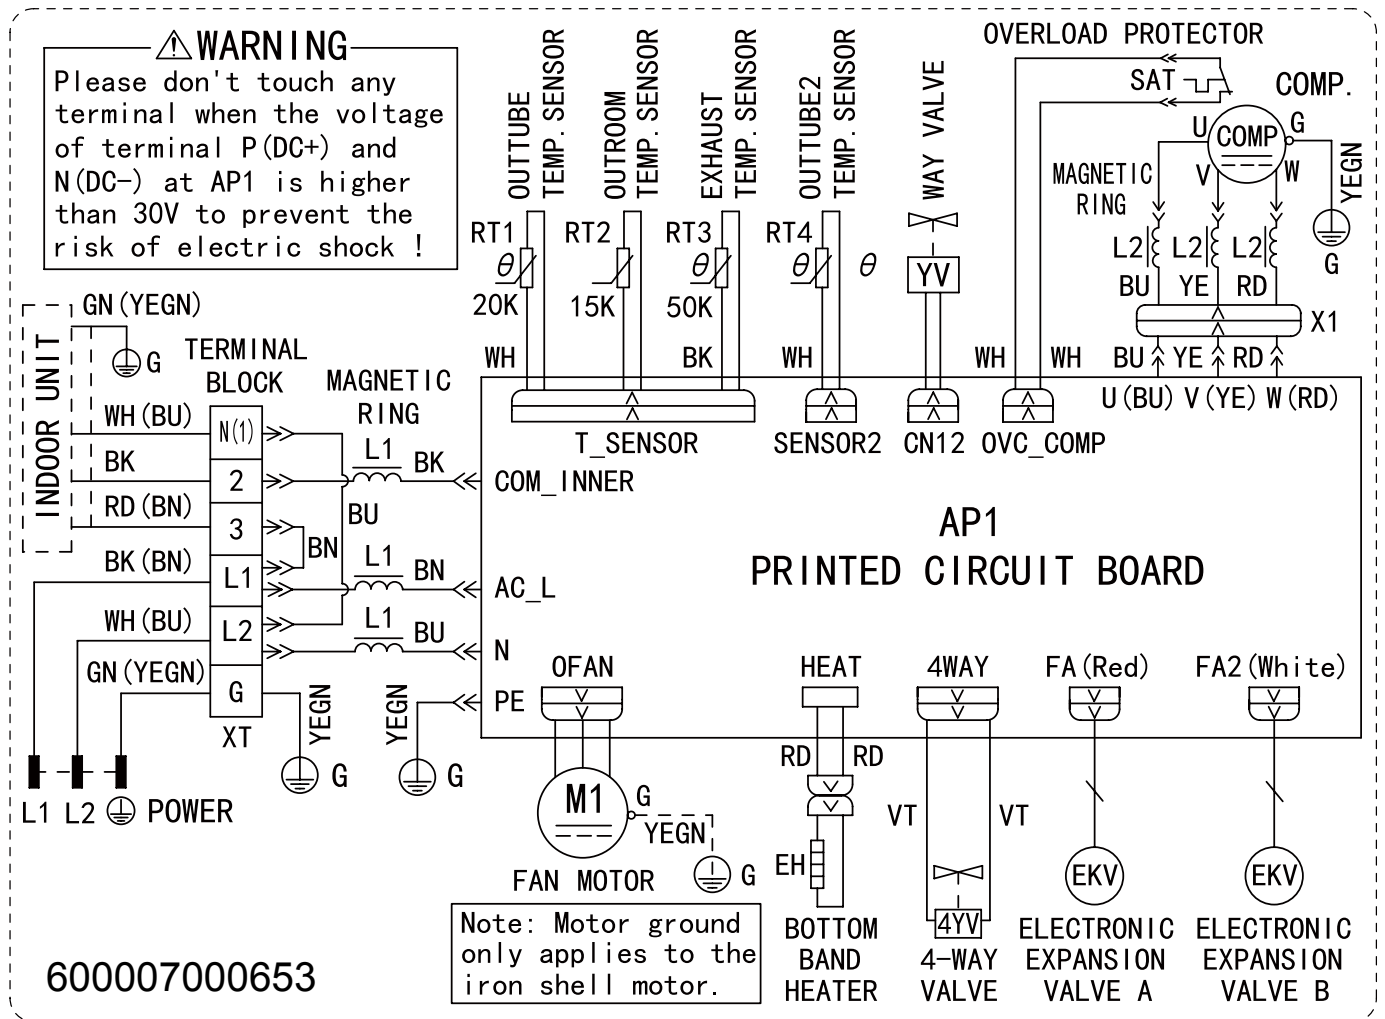 ⚠WARNING
Please don't touch any
terminal when the voltage
of terminal P(DC+) and
N(DC-) at AP1 is higher
than 30V to prevent the
risk of electric shock !
OUTTUBE
TEMP. SENSOR
OUTROOM
TEMP. SENSOR
EXHAUST
TEMP. SENSOR
OUTTUBE2
TEMP. SENSOR
WAY VALVE
OVERLOAD PROTECTOR
SAT
COMP.
U
COMP
G
V
W
YEGN
G
MAGNETIC
RING
L2
L2
L2
BU
YE
RD
X1
RT1
θ
20K
RT2
15K
RT3
θ
50K
RT4
θ
θ
YV
WH
BK
WH
WH
WH
BU
YE
RD
U(BU) V(YE) W(RD)
T_SENSOR
SENSOR2
CN12
OVC_COMP
INDOOR UNIT
GN(YEGN)
G
TERMINAL
BLOCK
MAGNETIC
RING
WH(BU)
N(1)
BK
2
L1
BK
COM_INNER
RD(BN)
3
BU
BN
BK(BN)
L1
L1
BN
AC_L
WH(BU)
L2
L1
BU
N
GN(YEGN)
G
YEGN
G
YEGN
G
PE
XT
L1 L2 POWER
AP1
PRINTED CIRCUIT BOARD
OFAN
HEAT
4WAY
FA(Red)
FA2(White)
M1
G
YEGN
G
FAN MOTOR
RD
RD
EH
BOTTOM
BAND
HEATER
VT
VT
4YV
4-WAY
VALVE
EKV
ELECTRONIC
EXPANSION
VALVE A
EKV
ELECTRONIC
EXPANSION
VALVE B
Note: Motor ground
only applies to the
iron shell motor.
600007000653